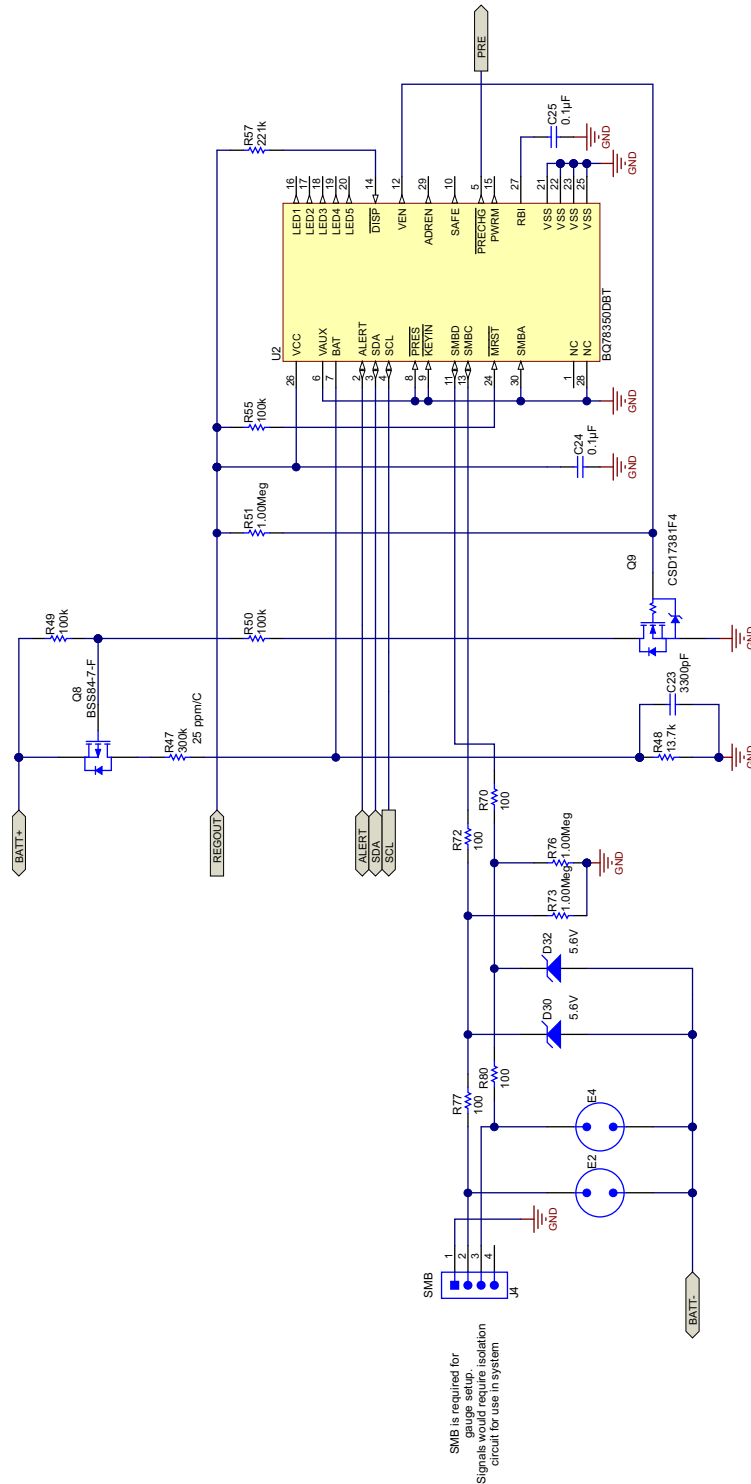 BATT+
R49
100k
Q8
BSS84-7-F
R47
300k
25 ppm/C
REGOUT
R50
100k
R51
1.00Meg
R55
100k
R57
221k
U2
26
VCC
6
VAUX
7
BAT
2
ALERT
3
SDA
4
SCL
8
PRES
9
KEYIN
11
SMBD
13
SMBC
24
MRST
30
SMBA
1
NC
28
NC
LED1
16
LED2
17
LED3
18
LED4
19
LED5
20
DISP
14
VEN
12
ADREN
29
SAFE
10
PRECHG
5
PWRM
15
RBI
27
VSS
21
VSS
22
VSS
23
VSS
25
BQ78350DBT
PRE
C25
0.1µF
GND
GND
GND
C24
0.1µF
GND
ALERT
SDA
SCL
SMB
1
2
3
4
J4
SMB is required for
gauge setup.
Signals would require isolation
circuit for use in system
GND
R77
100
R80
100
R72
100
R70
100
E2
E4
D30
5.6V
D32
5.6V
R73
1.00Meg
R76
1.00Meg
GND
R48
13.7k
C23
3300pF
GND
Q9
CSD17381F4
GND
BATT-